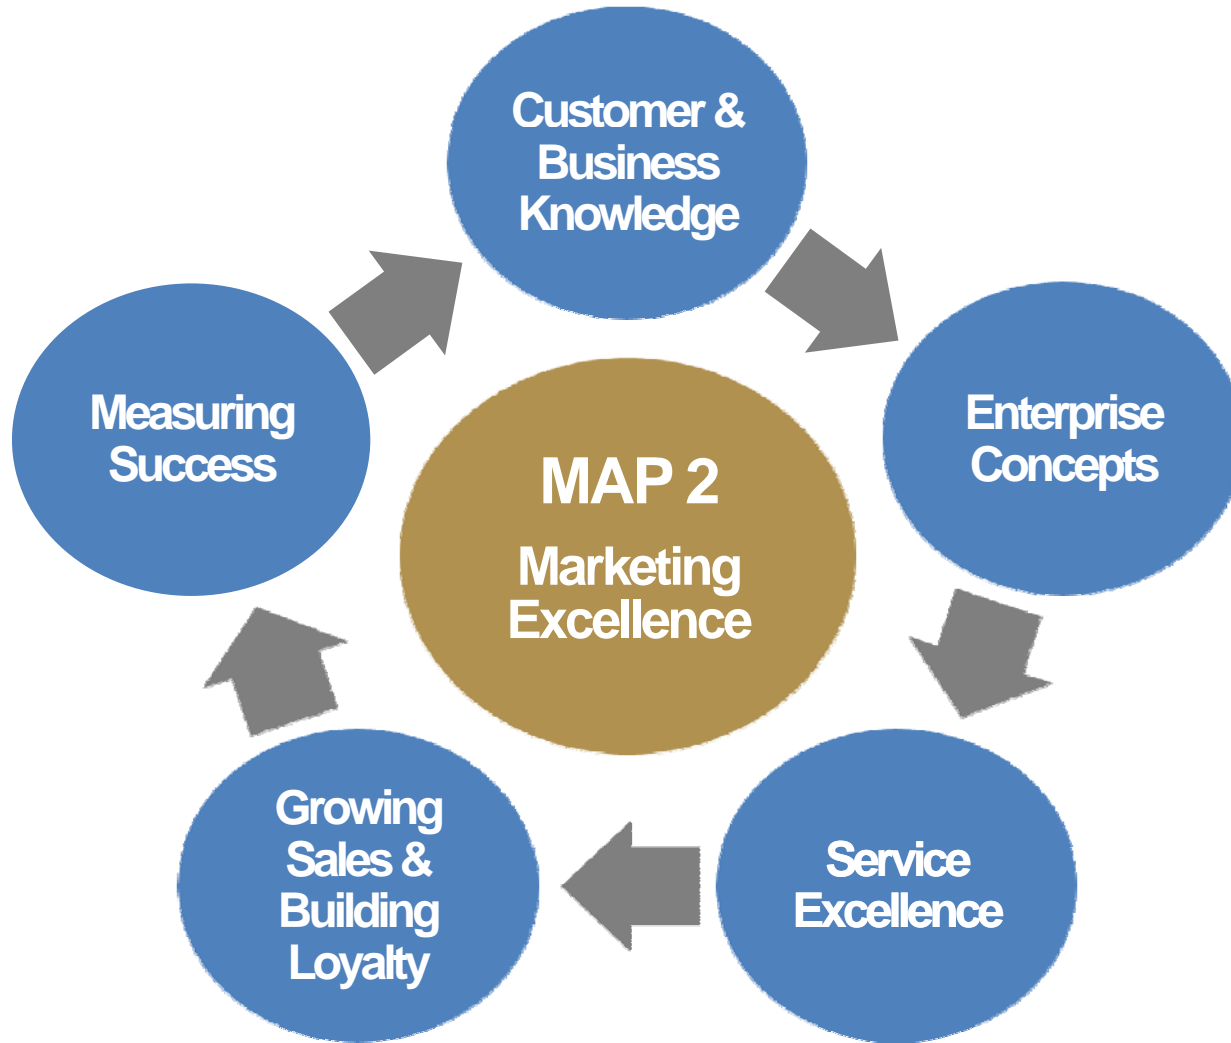 Customer &
Business
Knowledge
Enterprise
Concepts
Service
Excellence
Growing
Sales &
Building
Loyalty
Measuring
Success
MAP 2
Marketing
Excellence